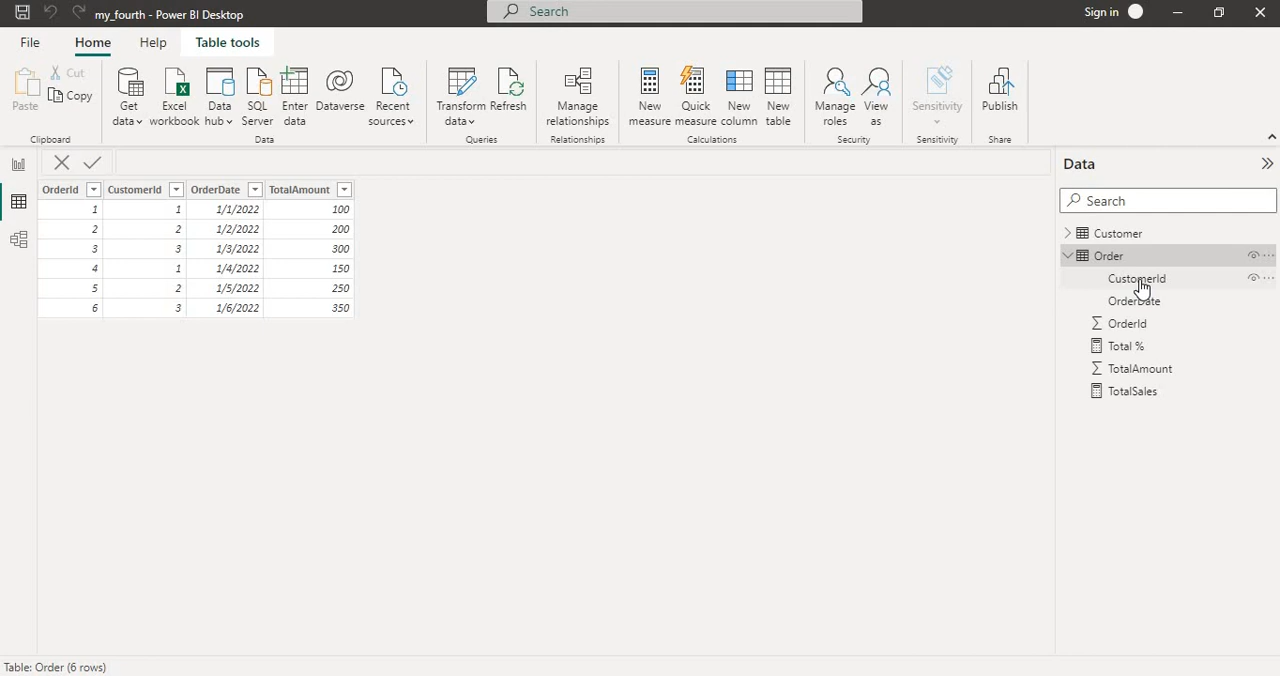 my_fourth - Power BI Desktop
Search
Sign in
File Home Help Table tools
Paste
Cut
Copy
Clipboard
Get data
Excel workbook
Data hub
SQL Server
Enter data
Dataverse
Recent sources
Data
Transform data
Refresh
Queries
Manage relationships
Relationships
New measure
Quick measure
New column
New table
Calculations
Manage roles
View as
Security
Sensitivity
Sensitivity
Publish
Share
OrderId CustomerId OrderDate TotalAmount
1 1 1/1/2022 100
2 2 1/2/2022 200
3 3 1/3/2022 300
4 1 1/4/2022 150
5 2 1/5/2022 250
6 3 1/6/2022 350
Data
Search
Customer
Order
CustomerId
OrderDate
OrderId
Total %
TotalAmount
TotalSales
Table: Order (6 rows)